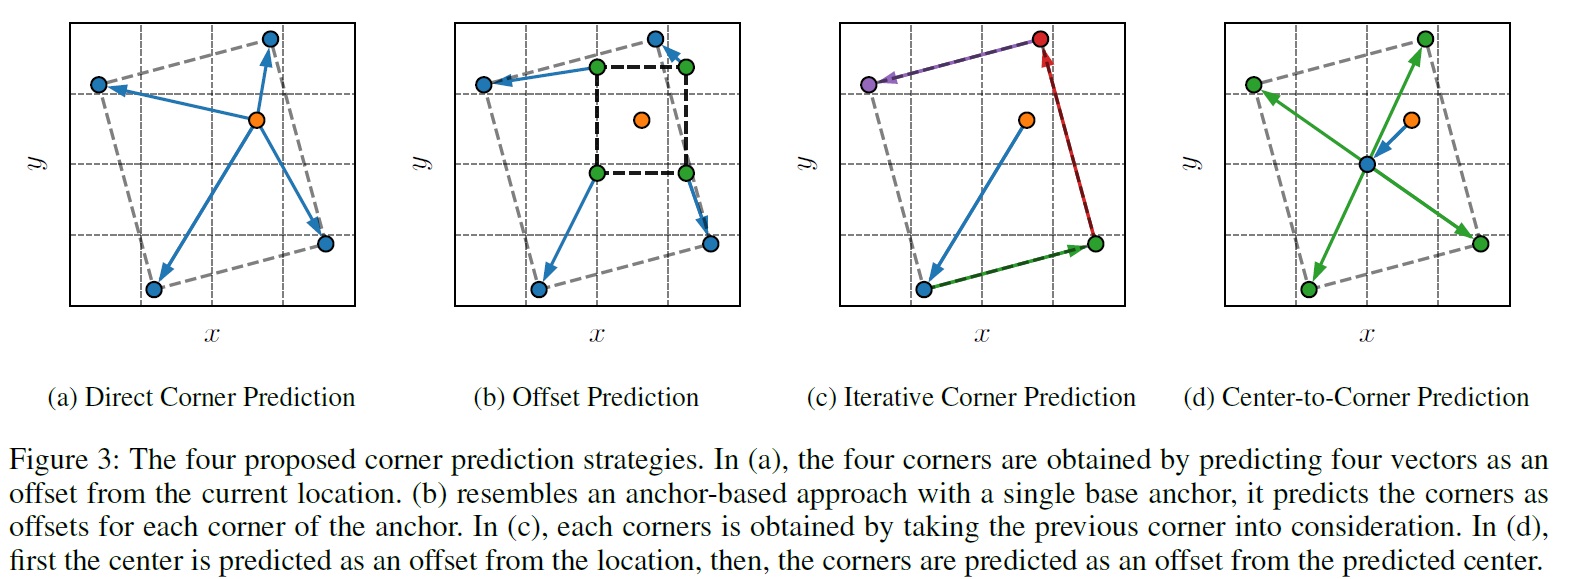 y
x
y
x
y
x
y
x
(a) Direct Corner Prediction
(b) Offset Prediction
(c) Iterative Corner Prediction
(d) Center-to-Corner Prediction
Figure 3: The four proposed corner prediction strategies. In (a), the four corners are obtained by predicting four vectors as an
offset from the current location. (b) resembles an anchor-based approach with a single base anchor, it predicts the corners as
offsets for each corner of the anchor. In (c), each corners is obtained by taking the previous corner into consideration. In (d),
first the center is predicted as an offset from the location, then, the corners are predicted as an offset from the predicted center.